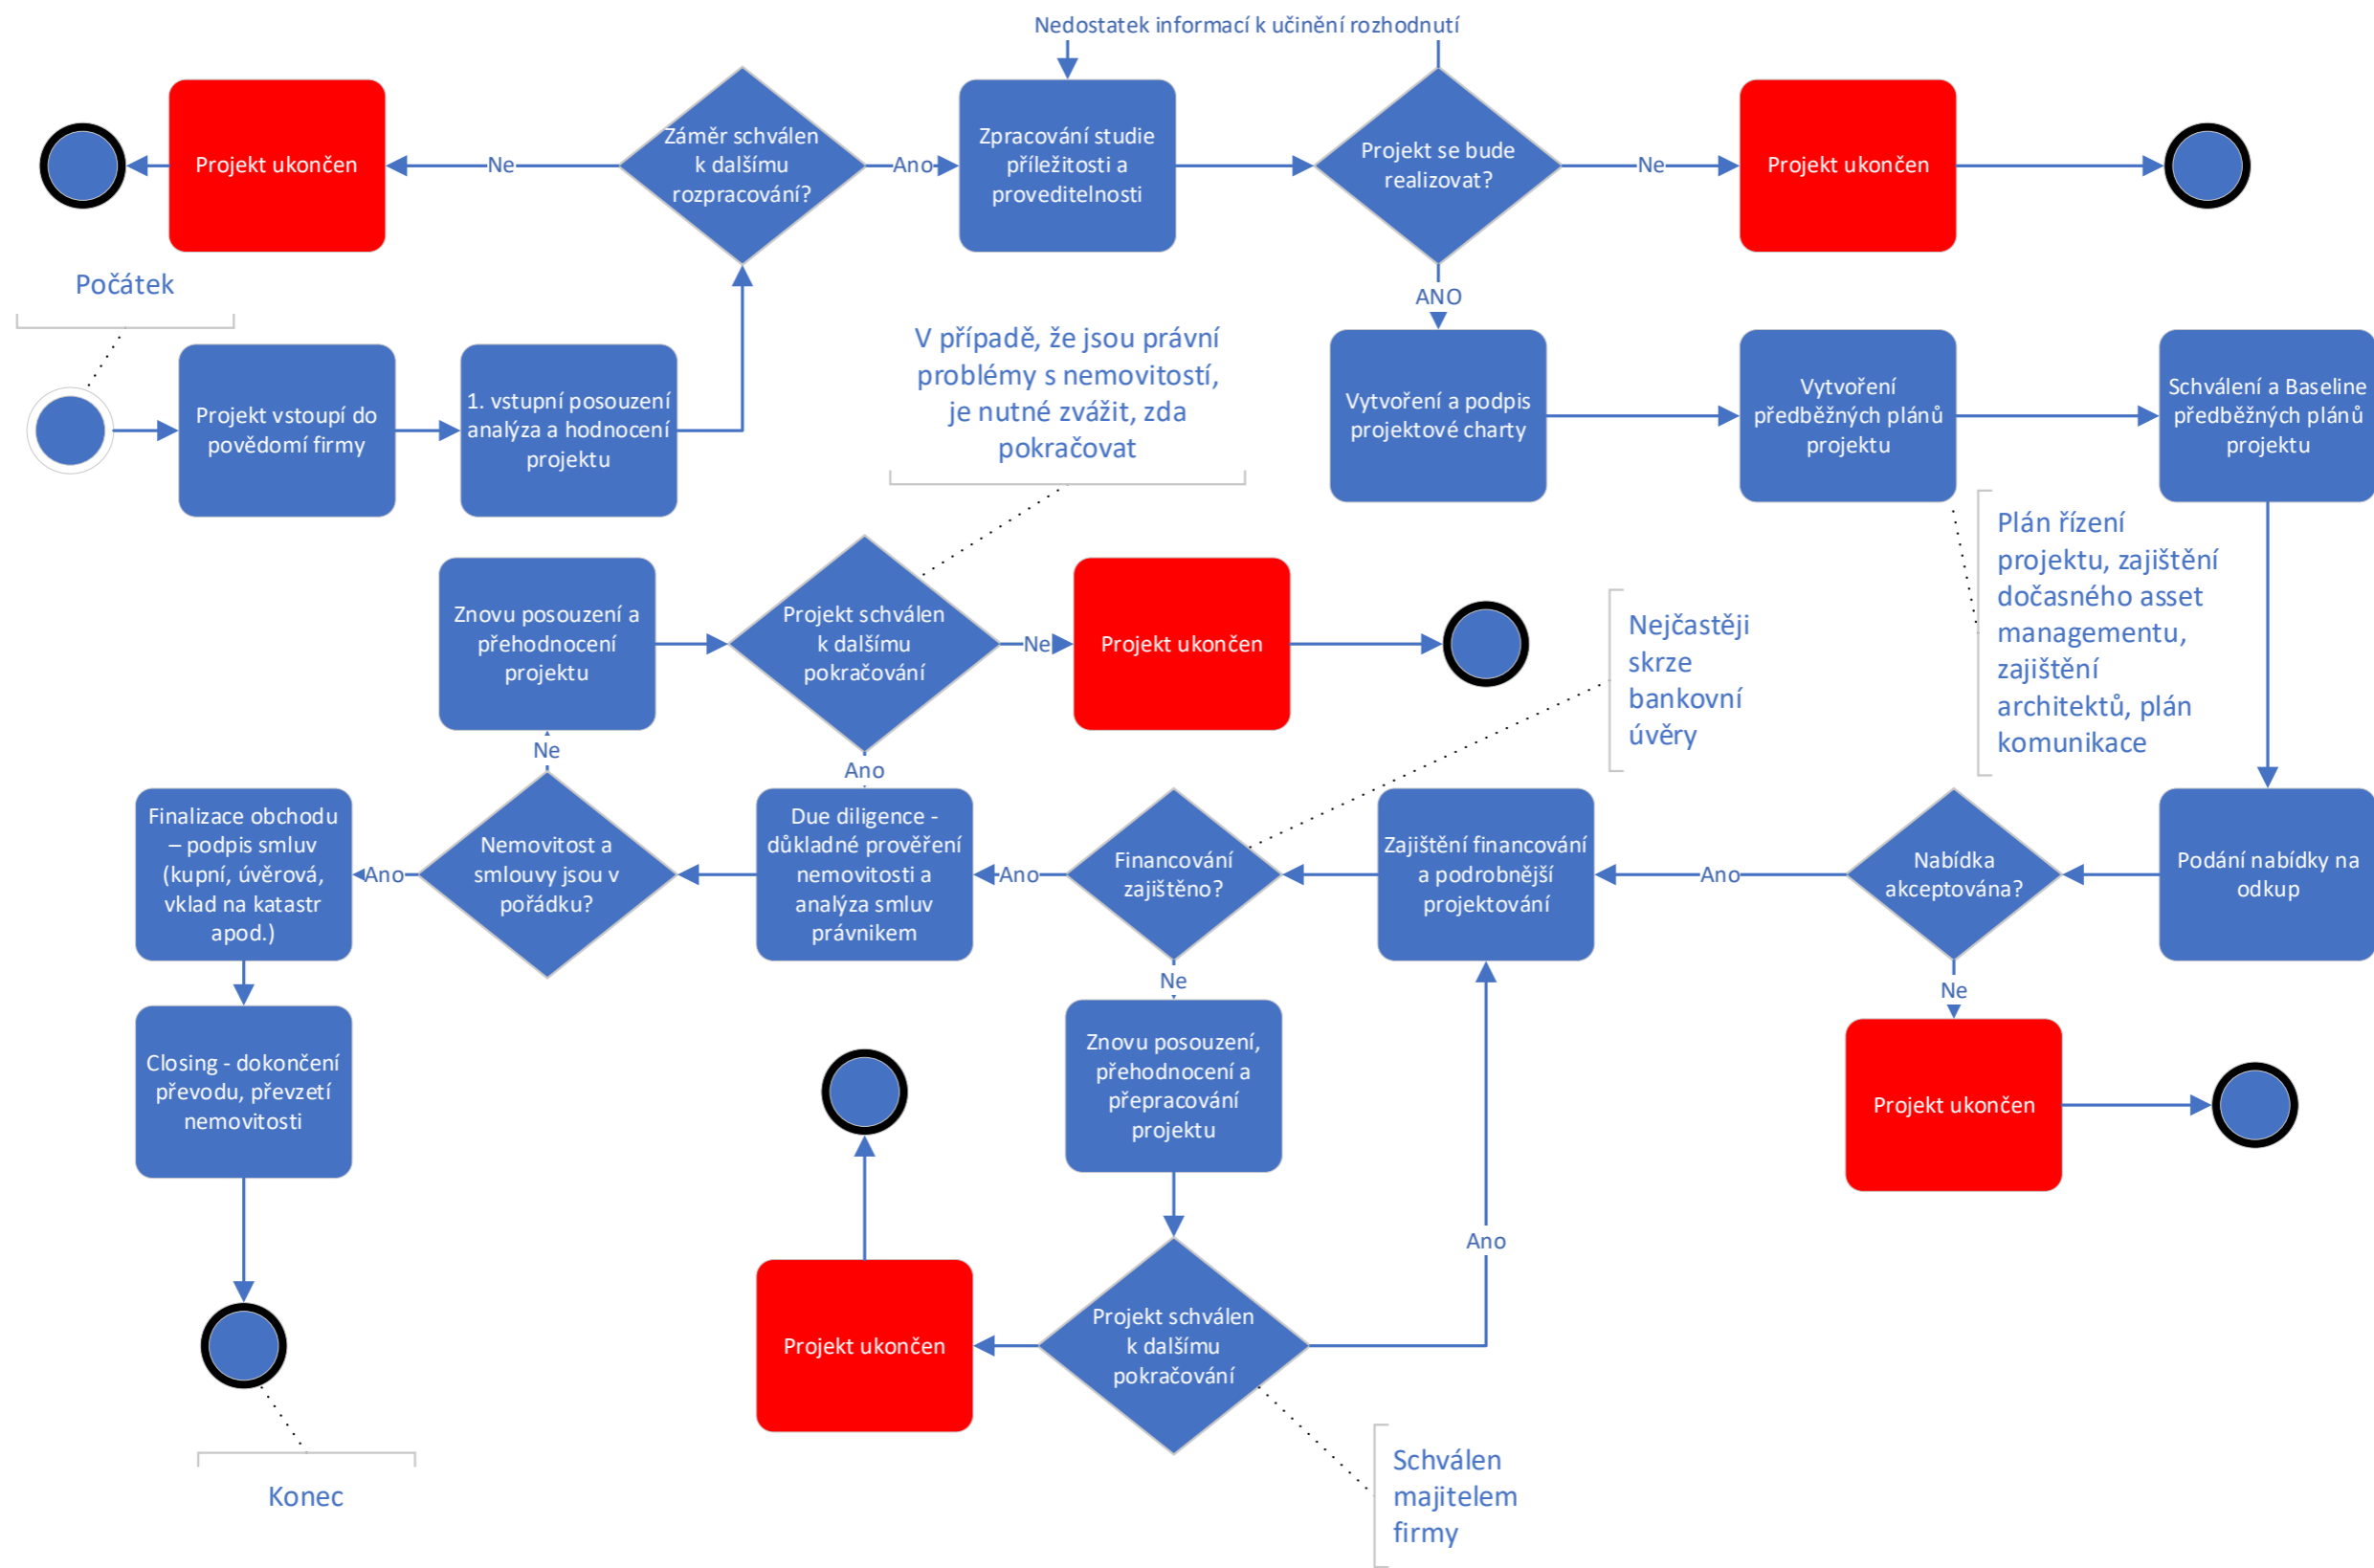 Nedostatek informací k učinění rozhodnutí
Projekt ukončen
Ne
Záměr schválen
k dalšímu
rozpracování?
Ano
Zpracování studie
příležitosti a
proveditelnosti
Projekt se bude
realizovat?
Ne
Projekt ukončen
Počátek
ANO
Projekt vstoupí do
povědomí firmy
1. vstupní posouzení
analýza a hodnocení
projektu
V případě, že jsou právní
problémy s nemovitostí,
je nutné zvážit, zda
pokračovat
Vytvoření a podpis
projektové charty
Vytvoření
předběžných plánů
projektu
Schválení a Baseline
předběžných plánů
projektu
Plán řízení
projektu, zajištění
dočasného asset
managementu,
zajištění
architektů, plán
komunikace
Znovu posouzení a
přehodnocení
projektu
Projekt schválen
k dalšímu
pokračování
Ne
Projekt ukončen
Nejčastěji
skrze
bankovní
úvěry
Ne
Ano
Finalizace obchodu
– podpis smluv
(kupní, úvěrová,
vklad na katastr
apod.)
Ano
Nemovitost a
smlouvy jsou v
pořádku?
Due diligence -
důkladné prověření
nemovitosti a
analýza smluv
právnikem
Ano
Financování
zajištěno?
Zajištění financování
a podrobnější
projektování
Ano
Nabídka
akceptována?
Podání nabídky na
odkup
Ne
Ne
Closing - dokončení
převodu, převzetí
nemovitosti
Znovu posouzení,
přehodnocení a
přepracování
projektu
Projekt ukončen
Ano
Projekt ukončen
Projekt schválen
k dalšímu
pokračování
Konec
Schválen
majitelem
firmy